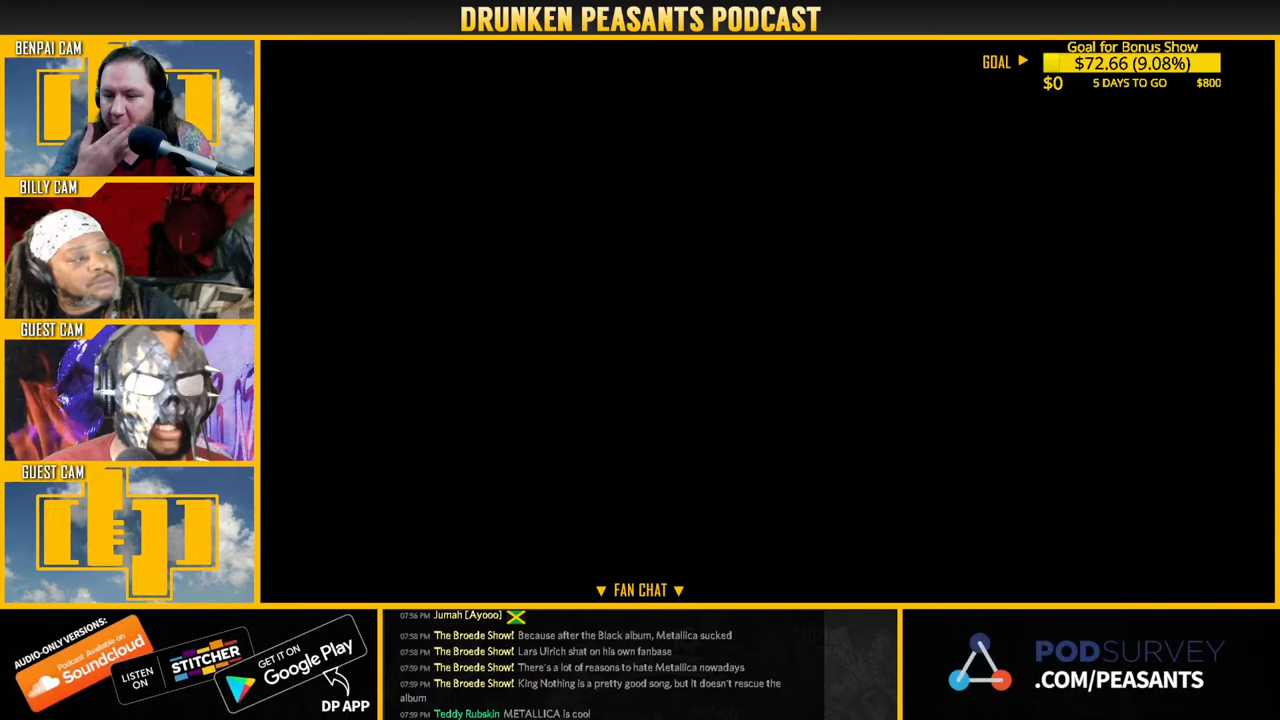 DRUNKEN PEASANTS PODCAST
BENPAI CAM
BILLY CAM
GUEST CAM
GUEST CAM
GOAL ►
Goal for Bonus Show
$72.66 (9.08%)
$0 5 DAYS TO GO $800
▼ FAN CHAT ▼
07:56 PM Jumah [Ayooo]
07:58 PM The Broede Show! Because after the Black album, Metallica sucked
07:58 PM The Broede Show! Lars Ulrich shat on his own fanbase
07:59 PM The Broede Show! There's a lot of reasons to hate Metallica nowadays
07:59 PM The Broede Show! King Nothing is a pretty good song, but it doesn't rescue the
album
07:59 PM Teddy Rubskin METALLICA is cool
AUDIO-ONLY VERSIONS:
Podcast Available on
Soundcloud
LISTEN
ON
STITCHER
GET IT ON
Google Play
DP APP
PODSURVEY
.COM/PEASANTS